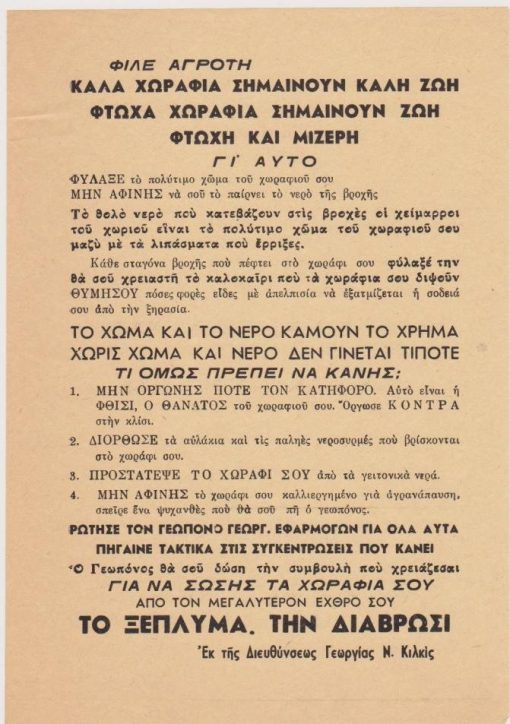 ΦΙΛΕ ΑΓΡΟΤΗ
ΚΑΛΑ ΧΩΡΑΦΙΑ ΣΗΜΑΙΝΟΥΝ ΚΑΛΗ ΖΩΗ
ΦΤΩΧΑ ΧΩΡΑΦΙΑ ΣΗΜΑΙΝΟΥΝ ΖΩΗ
ΦΤΩΧΗ ΚΑΙ ΜΙΖΕΡΗ
ΓΙ' ΑΥΤΟ
ΦΥΛΑΞΕ τὸ πολύτιμο χῶμα τοῦ χωραφιοῦ σου
ΜΗΝ ΑΦΙΝΗΣ νὰ σοῦ τὸ παίρνει τὸ νερὸ τῆς βροχῆς
Τὸ θολὸ νερὸ ποὺ κατεβάζουν στὶς βροχὲς οἱ χείμαρροι
τοῦ χωριοῦ εἶναι τὸ πολύτιμο χῶμα τοῦ χωραφιοῦ σου
μαζὺ μὲ τὰ λιπάσματα ποὺ ἔρριξες.
Κάθε σταγόνα βροχῆς ποὺ πέφτει στὸ χωράφι σου φύλαξέ την
θὰ σοῦ χρειαστῆ τὸ καλοκαῖρι ποὺ τὰ χωράφια σου διψοῦν
ΘΥΜΗΣΟΥ πόσες φορὲς εἶδες μὲ ἀπελπισία νὰ ἐξατμίζεται ἡ σοδειά
σου ἀπὸ τὴν ξηρασία.
ΤΟ ΧΩΜΑ ΚΑΙ ΤΟ ΝΕΡΟ ΚΑΜΟΥΝ ΤΟ ΧΡΗΜΑ
ΧΩΡΙΣ ΧΩΜΑ ΚΑΙ ΝΕΡΟ ΔΕΝ ΓΙΝΕΤΑΙ ΤΙΠΟΤΕ
ΤΙ ΟΜΩΣ ΠΡΕΠΕΙ ΝΑ ΚΑΝΗΣ;
1. ΜΗΝ ΟΡΓΩΝΗΣ ΠΟΤΕ ΤΟΝ ΚΑΤΗΦΟΡΟ. Αὐτὸ εἶναι ἡ
ΦΘΙΣΙ, Ο ΘΑΝΑΤΟΣ τοῦ χωραφιοῦ σου. Ὄργωσε ΚΟΝΤΡΑ
στὴν κλίσι.
2. ΔΙΟΡΘΩΣΕ τὰ αὐλάκια καὶ τὶς παληὲς νεροσυρμὲς ποὺ βρίσκονται
στὸ χωράφι σου.
3. ΠΡΟΣΤΑΤΕΨΕ ΤΟ ΧΩΡΑΦΙ ΣΟΥ ἀπὸ τὰ γειτονικὰ νερά.
4. ΜΗΝ ΑΦΙΝΗΣ τὸ χωράφι σου καλλιεργημένο γιὰ ἀγρανάπαυση,
σπεῖρε ἕνα ψυχανθὲς ποὺ θὰ σοῦ πῆ ὁ γεωπόνος.
ΡΩΤΗΣΕ ΤΟΝ ΓΕΩΠΟΝΟ ΓΕΩΡΓ. ΕΦΑΡΜΟΓΩΝ ΓΙΑ ΟΛΑ ΑΥΤΑ
ΠΗΓΑΙΝΕ ΤΑΚΤΙΚΑ ΣΤΙΣ ΣΥΓΚΕΝΤΡΩΣΕΙΣ ΠΟΥ ΚΑΝΕΙ
Ὁ Γεωπόνος θὰ σοῦ δώση τὴν συμβουλὴ ποὺ χρειάζεσαι
ΓΙΑ ΝΑ ΣΩΣΗΣ ΤΑ ΧΩΡΑΦΙΑ ΣΟΥ
ΑΠΟ ΤΟΝ ΜΕΓΑΛΥΤΕΡΟΝ ΕΧΘΡΟ ΣΟΥ
ΤΟ ΞΕΠΛΥΜΑ. ΤΗΝ ΔΙΑΒΡΩΣΙ
Ἐκ τῆς Διευθύνσεως Γεωργίας Ν. Κιλκὶς